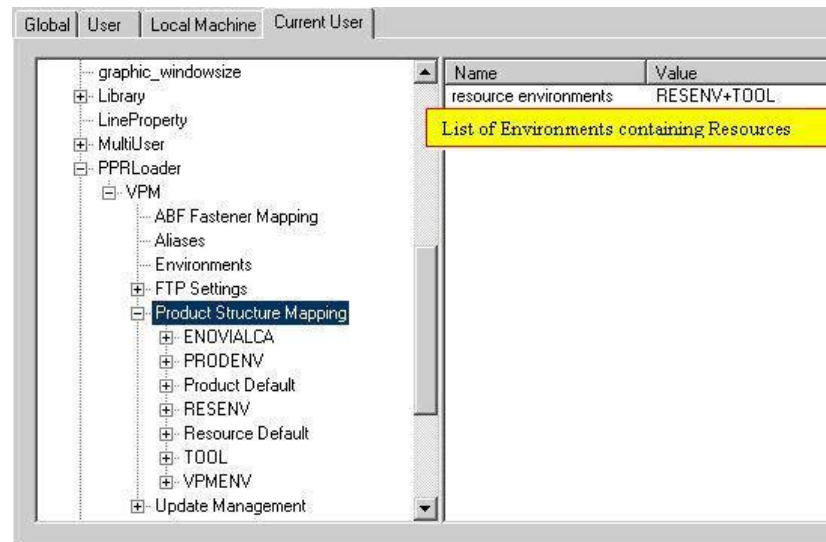 Global User Local Machine Current User
graphic_windowsize
Library
LineProperty
MultiUser
PPRLoader
VPM
ABF Fastener Mapping
Aliases
Environments
FTP Settings
Product Structure Mapping
ENOVIALCA
PRODENV
Product Default
RESENV
Resource Default
TOOL
VPMENV
Update Management
Name Value
resource environments RESENV+TOOL
List of Environments containing Resources